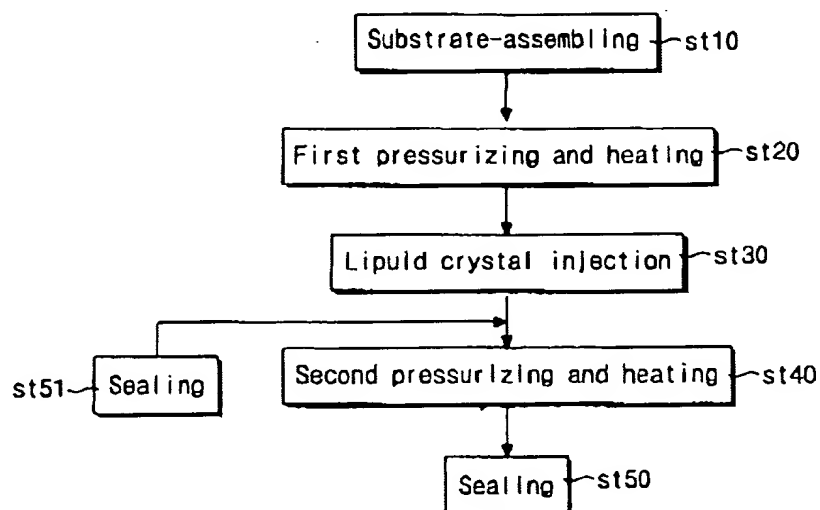 Substrate-assembling st10
First pressurizing and heating st20
Lipuld crystal injection st30
st51 Sealing
Second pressurizing and heating st40
Sealing st50